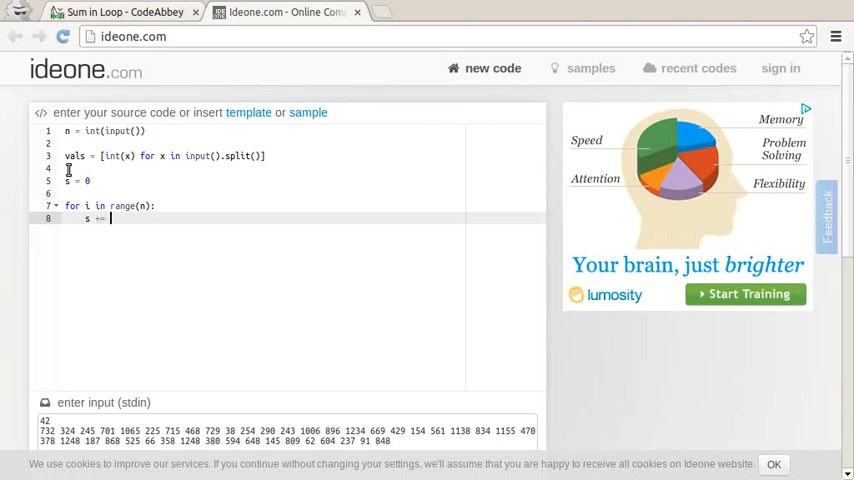 Sum in Loop - CodeAbbey
Ideone.com - Online Com
ideone.com
ideone.com
new code
samples
recent codes
sign in
</> enter your source code or insert template or sample
1 n = int(input())
2
3 vals = [int(x) for x in input().split()]
4
5 s = 0
6
7 for i in range(n):
8 s +=
enter input (stdin)
42
732 324 245 701 1065 225 715 468 729 38 254 290 243 1006 896 1234 669 429 154 561 1138 834 1155 470
378 1248 187 868 525 66 358 1248 380 594 648 145 809 62 604 237 91 848
Memory
Speed
Problem
Solving
Attention
Flexibility
Your brain, just brighter
lumosity
Start Training
Feedback
We use cookies to improve our services. If you continue without changing your settings, we'll assume that you are happy to receive all cookies on Ideone website.
OK